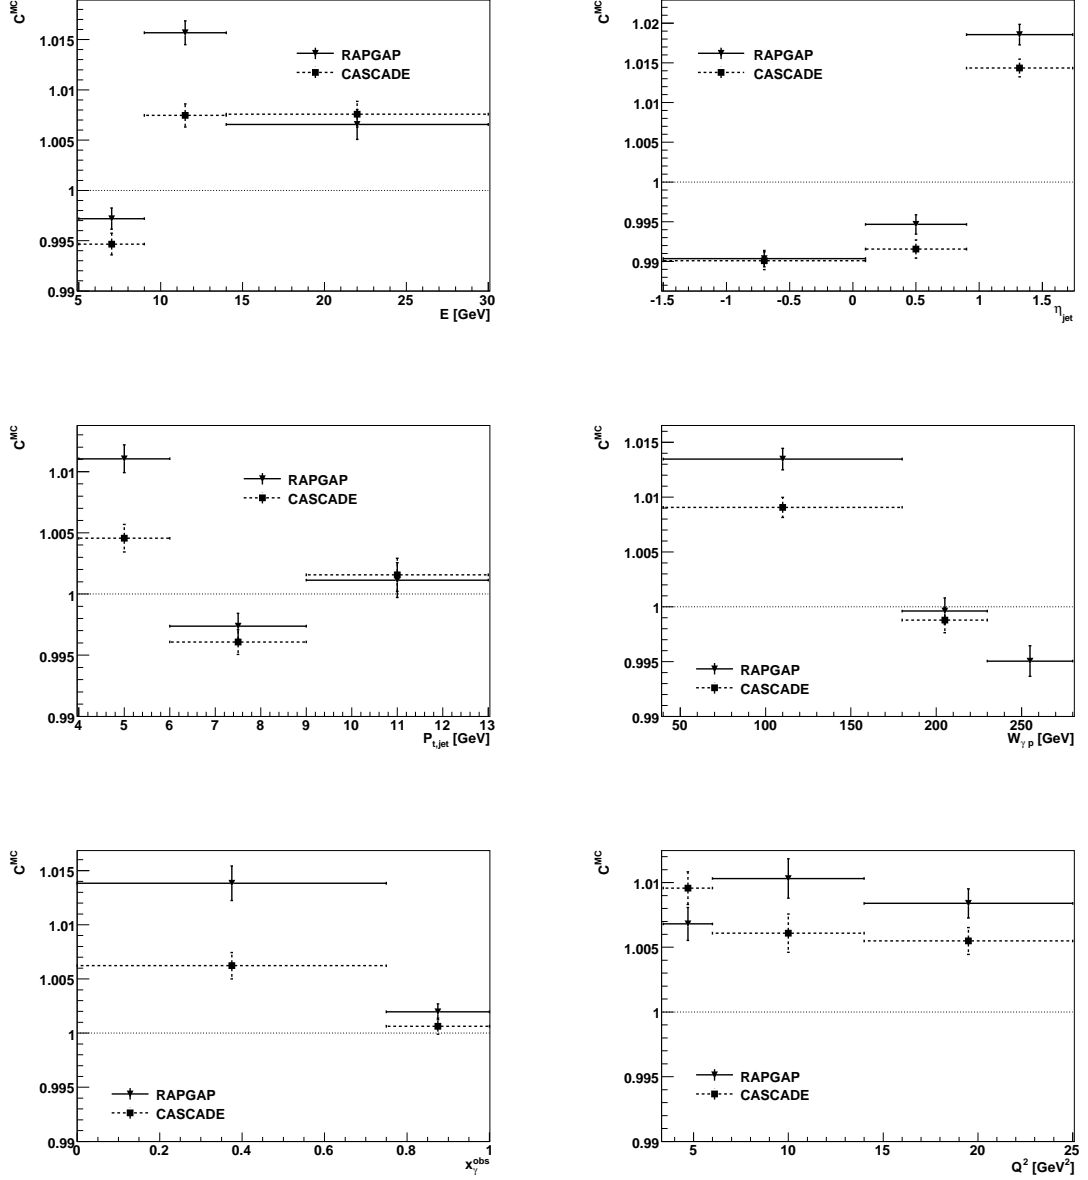 C^MC
1.015
1.01
1.005
1
0.995
0.99
RAPGAP
CASCADE
5 10 15 20 25 30
E [GeV]
C^MC
1.02
1.015
1.01
1.005
1
0.995
0.99
RAPGAP
CASCADE
-1.5 -1 -0.5 0 0.5 1 1.5
η_jet
C^MC
1.01
1.005
1
0.995
0.99
RAPGAP
CASCADE
4 5 6 7 8 9 10 11 12 13
P_t,jet [GeV]
C^MC
1.015
1.01
1.005
1
0.995
0.99
RAPGAP
CASCADE
50 100 150 200 250
W_γ p [GeV]
C^MC
1.015
1.01
1.005
1
0.995
0.99
RAPGAP
CASCADE
0 0.2 0.4 0.6 0.8 1
x_γ^obs
C^MC
1.01
1.005
1
0.995
0.99
RAPGAP
CASCADE
5 10 15 20 25
Q² [GeV²]